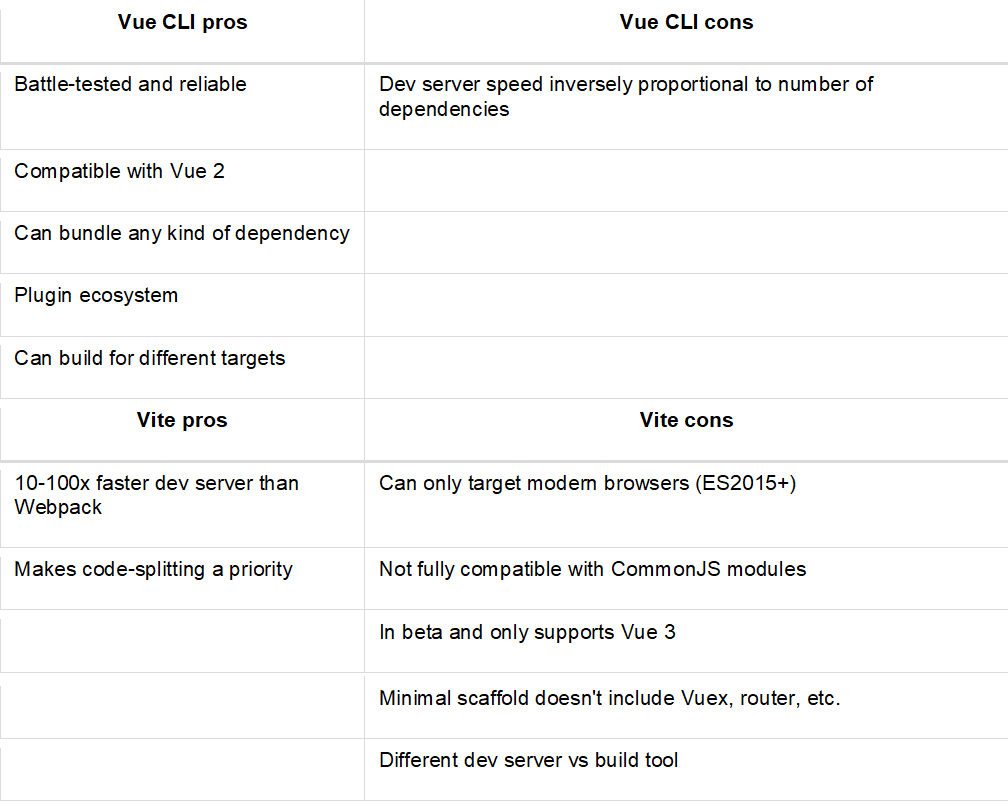 Vue CLI pros
Vue CLI cons
Battle-tested and reliable
Dev server speed inversely proportional to number of
dependencies
Compatible with Vue 2
Can bundle any kind of dependency
Plugin ecosystem
Can build for different targets
Vite pros
Vite cons
10-100x faster dev server than
Webpack
Can only target modern browsers (ES2015+)
Makes code-splitting a priority
Not fully compatible with CommonJS modules
In beta and only supports Vue 3
Minimal scaffold doesn't include Vuex, router, etc.
Different dev server vs build tool